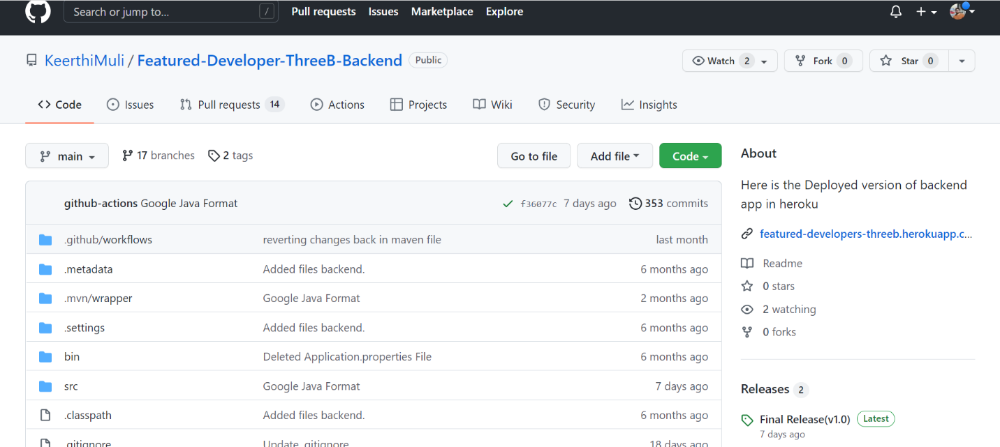 Search or jump to... /
Pull requests Issues Marketplace Explore
KeerthiMuli / Featured-Developer-ThreeB-Backend Public
Watch 2 Fork 0 Star 0
Code Issues Pull requests 14 Actions Projects Wiki Security Insights
main 17 branches 2 tags Go to file Add file Code
github-actions Google Java Format f36077c 7 days ago 353 commits
.github/workflows reverting changes back in maven file last month
.metadata Added files backend. 6 months ago
.mvn/wrapper Google Java Format 2 months ago
.settings Added files backend. 6 months ago
bin Deleted Application.properties File 6 months ago
src Google Java Format 7 days ago
.classpath Added files backend. 6 months ago
.gitignore Update .gitignore 18 days ago
About
Here is the Deployed version of backend
app in heroku
featured-developers-threeb.herokuapp.c...
Readme
0 stars
2 watching
0 forks
Releases 2
Final Release(v1.0) Latest
7 days ago